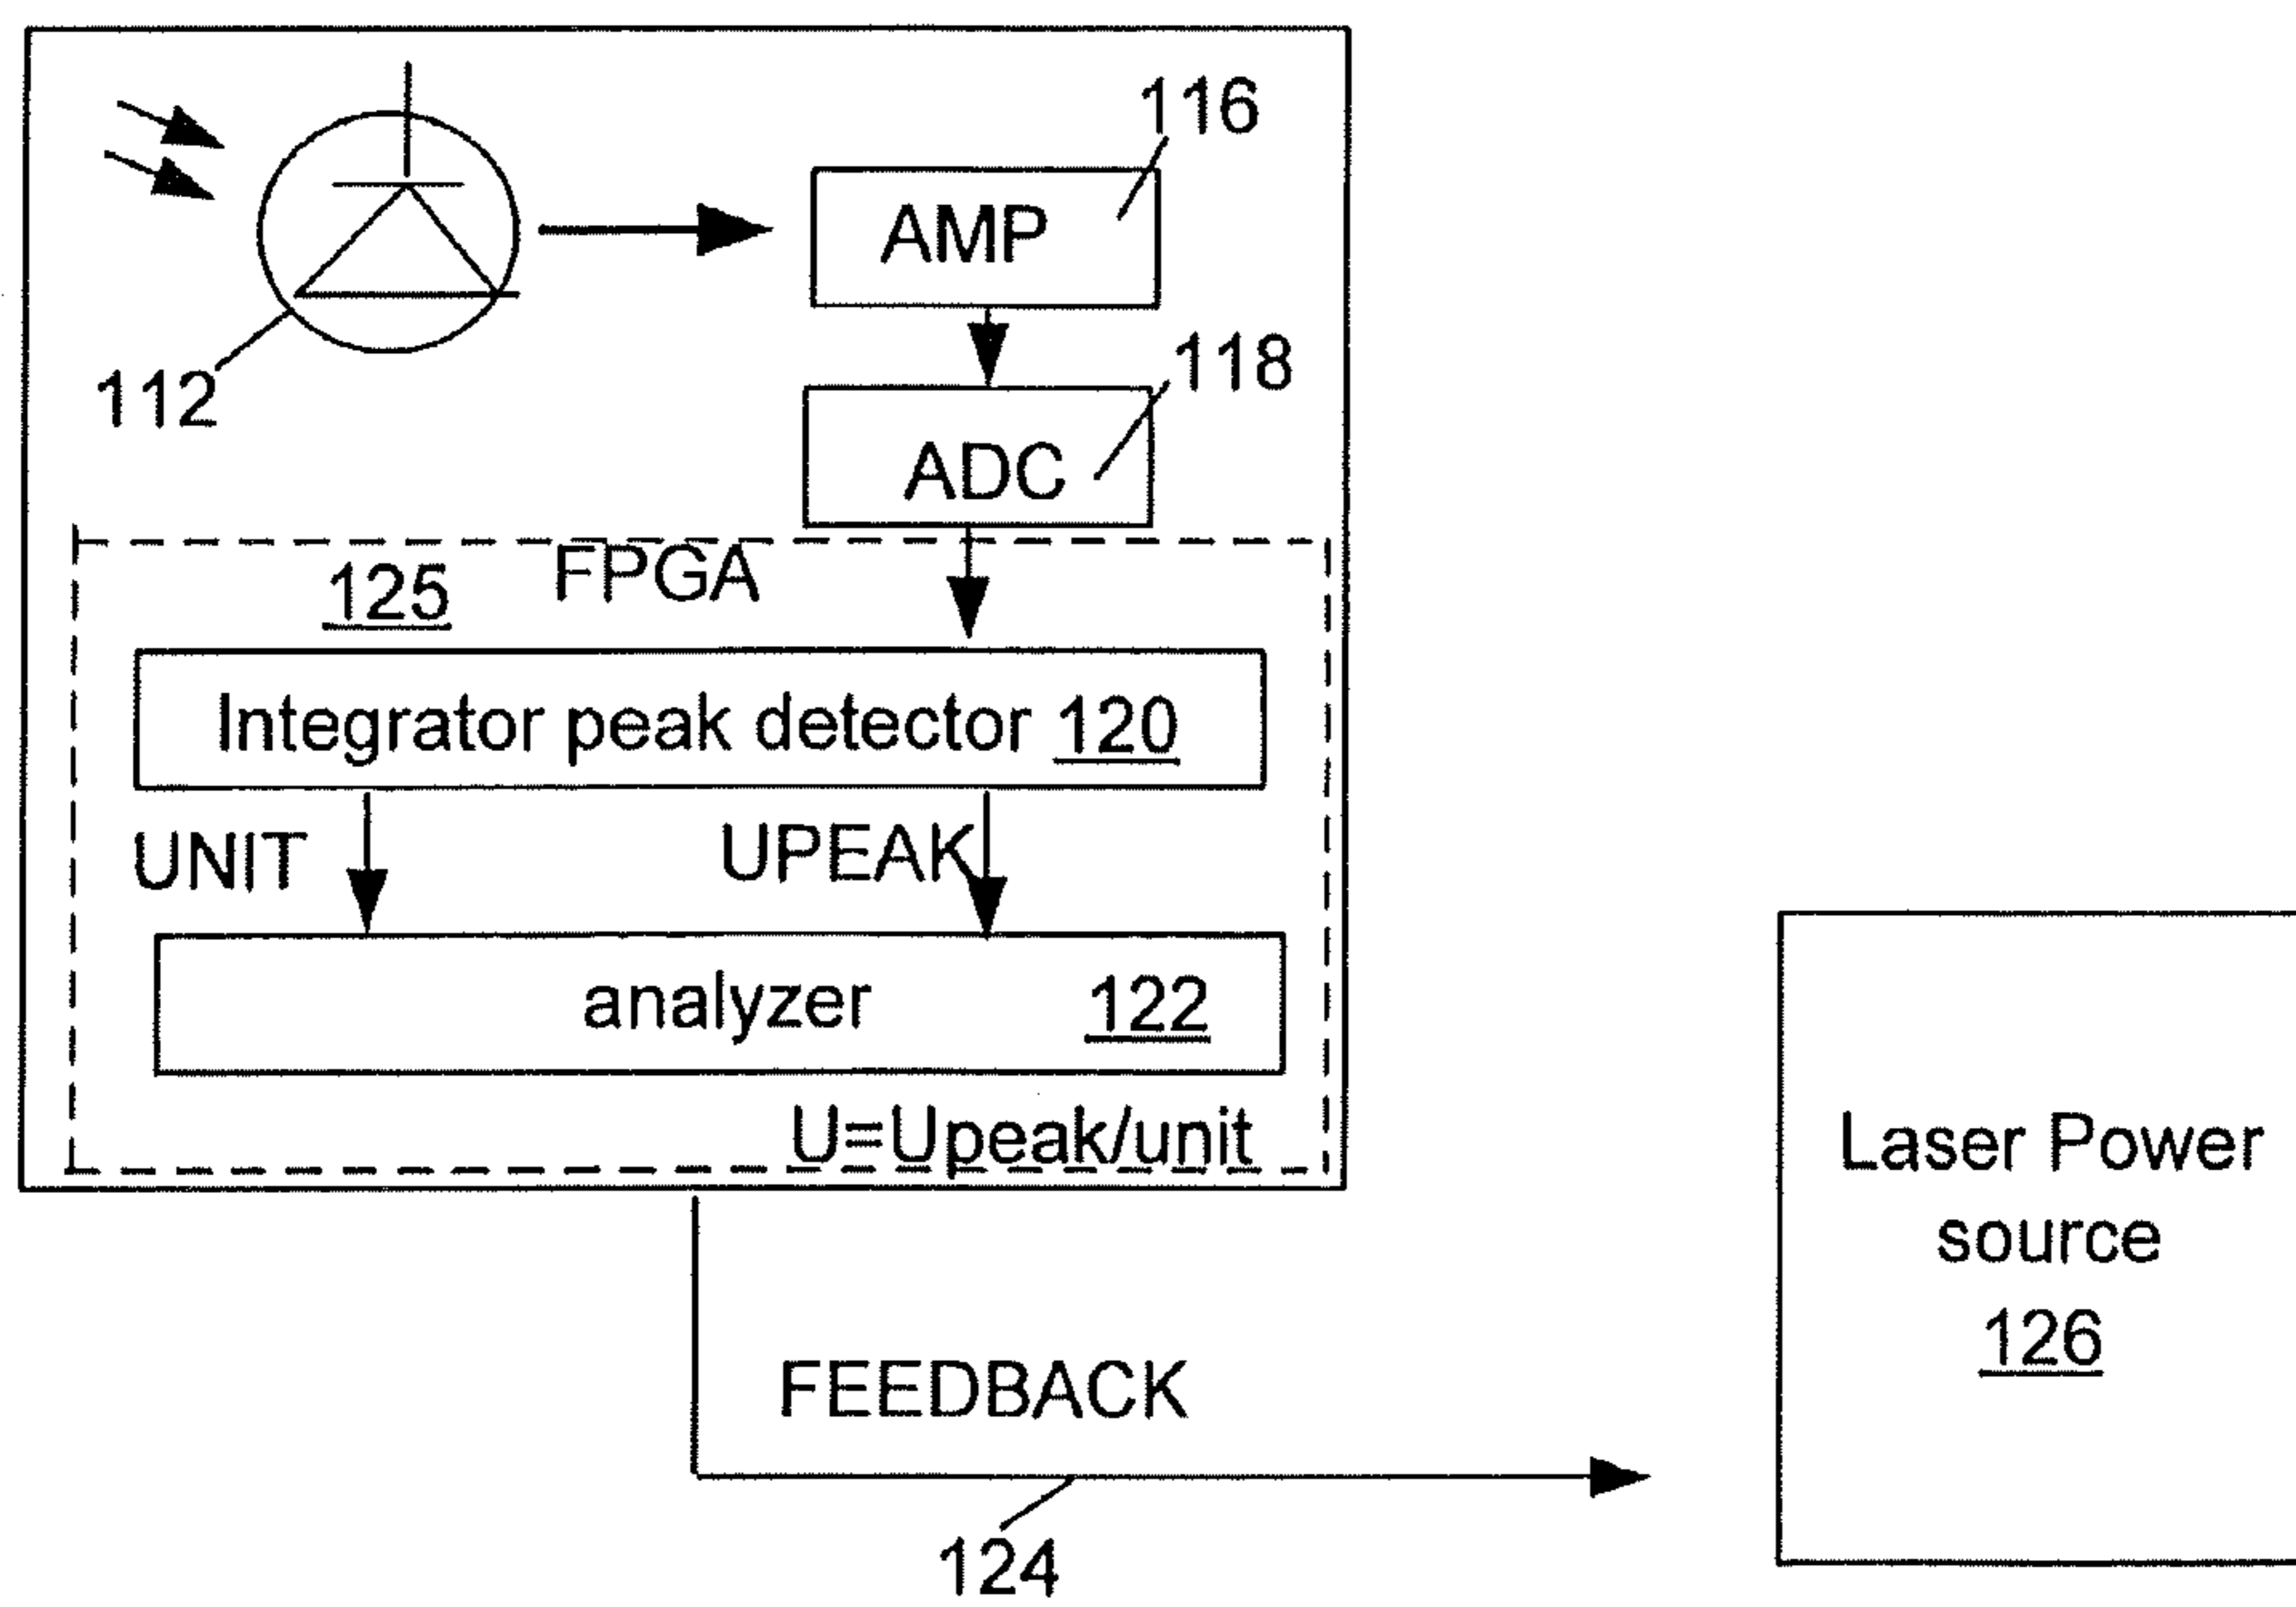 116
AMP
118
112
ADC
FPGA
125
Integrator peak detector 120
UNIT
UPEAK
analyzer 122
U=Upeak/unit
Laser Power
source
126
FEEDBACK
124